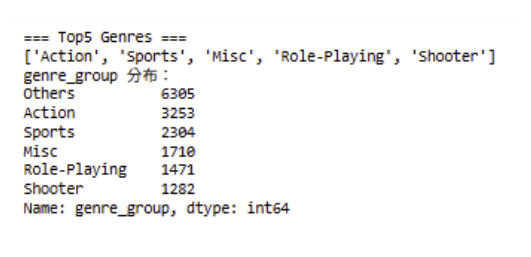 === Top5 Genres ===
['Action', 'Sports', 'Misc', 'Role-Playing', 'Shooter']
genre_group 分布：
Others          6305
Action          3253
Sports          2304
Misc            1710
Role-Playing    1471
Shooter         1282
Name: genre_group, dtype: int64